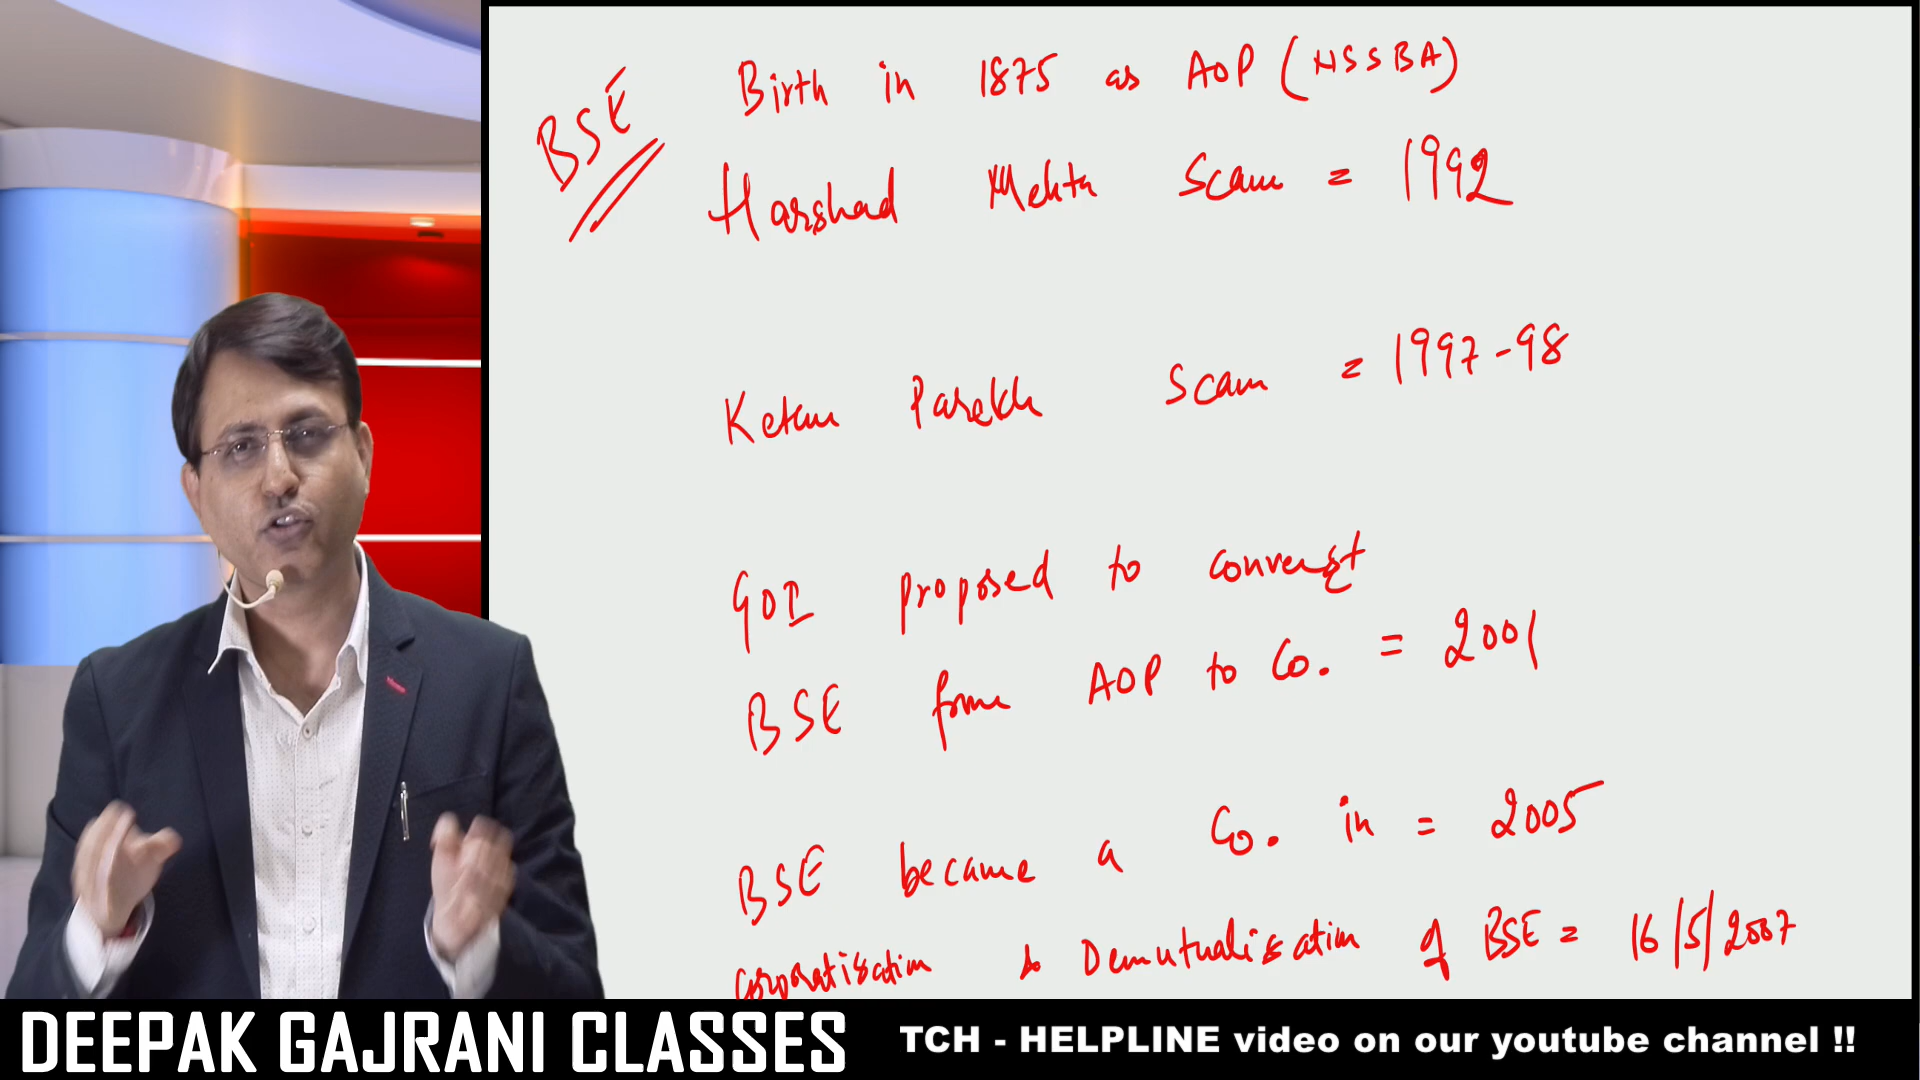 BSE
Birth in 1875 as AOP (NSSBA)
Harshad Mehta Scam = 1992
Ketan Parekh Scam = 1997-98
GOI proposed to convert
BSE from AOP to Co. = 2001
BSE became a Co. in = 2005
Corporatisation & Demutualisation of BSE = 16/5/2007
DEEPAK GAJRANI CLASSES
TCH - HELPLINE video on our youtube channel !!